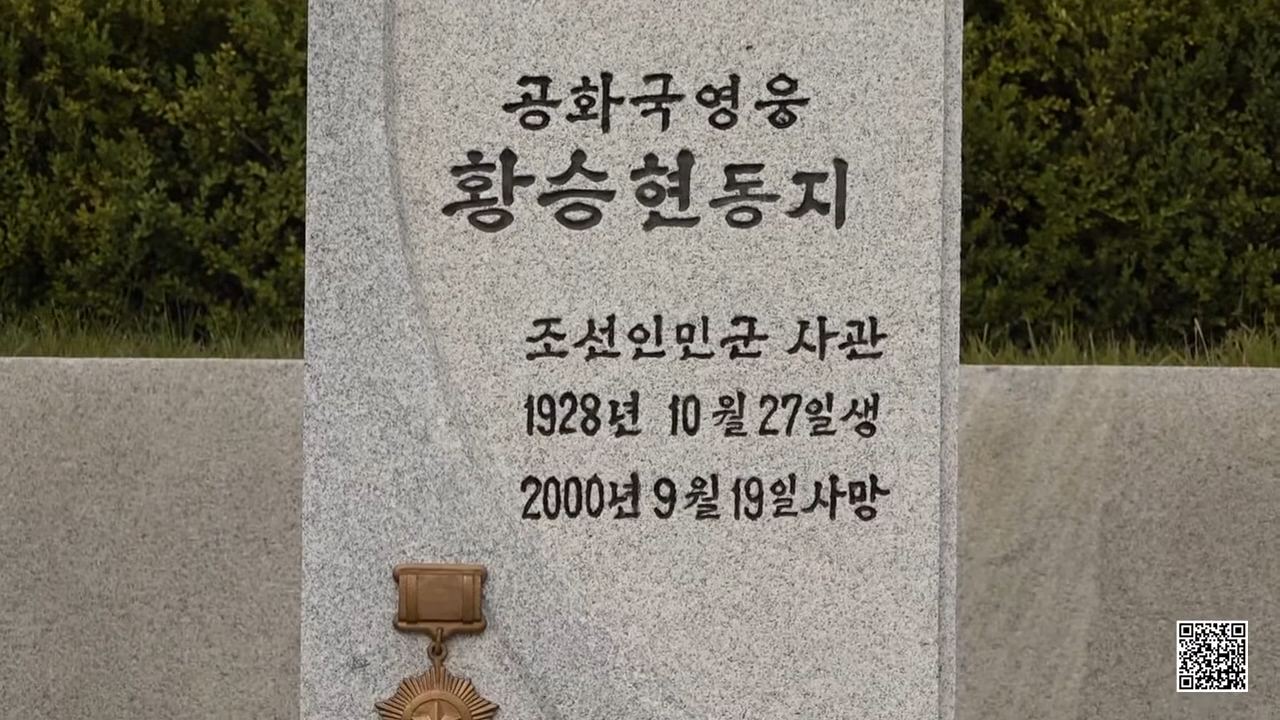 공화국영웅
황승현동지
조선인민군 사관
1928년 10월 27일생
2000년 9월 19일 사망